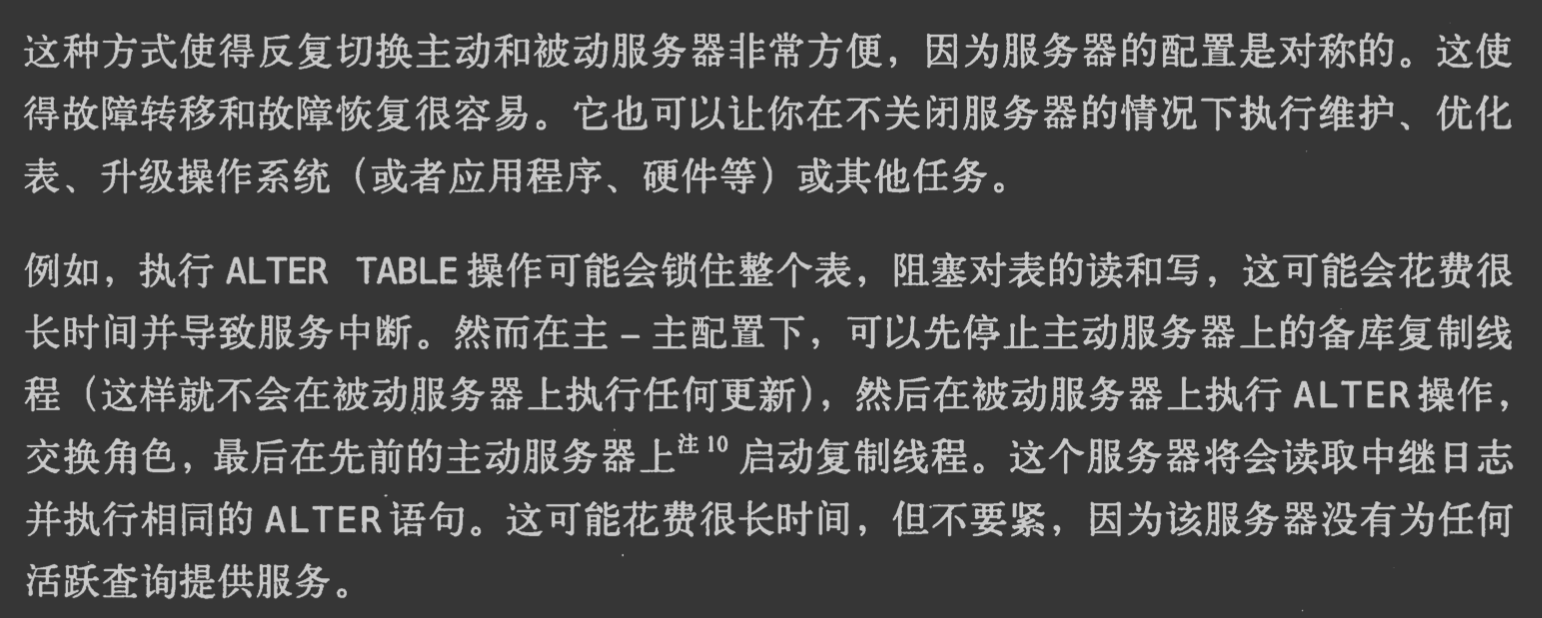 这种方式使得反复切换主动和被动服务器非常方便，因为服务器的配置是对称的。这使
得故障转移和故障恢复很容易。它也可以让你在不关闭服务器的情况下执行维护、优化
表、升级操作系统（或者应用程序、硬件等）或其他任务。
例如，执行 ALTER TABLE 操作可能会锁住整个表，阻塞对表的读和写，这可能会花费很
长时间并导致服务中断。然而在主 – 主配置下，可以先停止主动服务器上的备库复制线
程（这样就不会在被动服务器上执行任何更新），然后在被动服务器上执行 ALTER 操作，
交换角色，最后在先前的主动服务器上注 10 启动复制线程。这个服务器将会读取中继日志
并执行相同的 ALTER 语句。这可能花费很长时间，但不要紧，因为该服务器没有为任何
活跃查询提供服务。